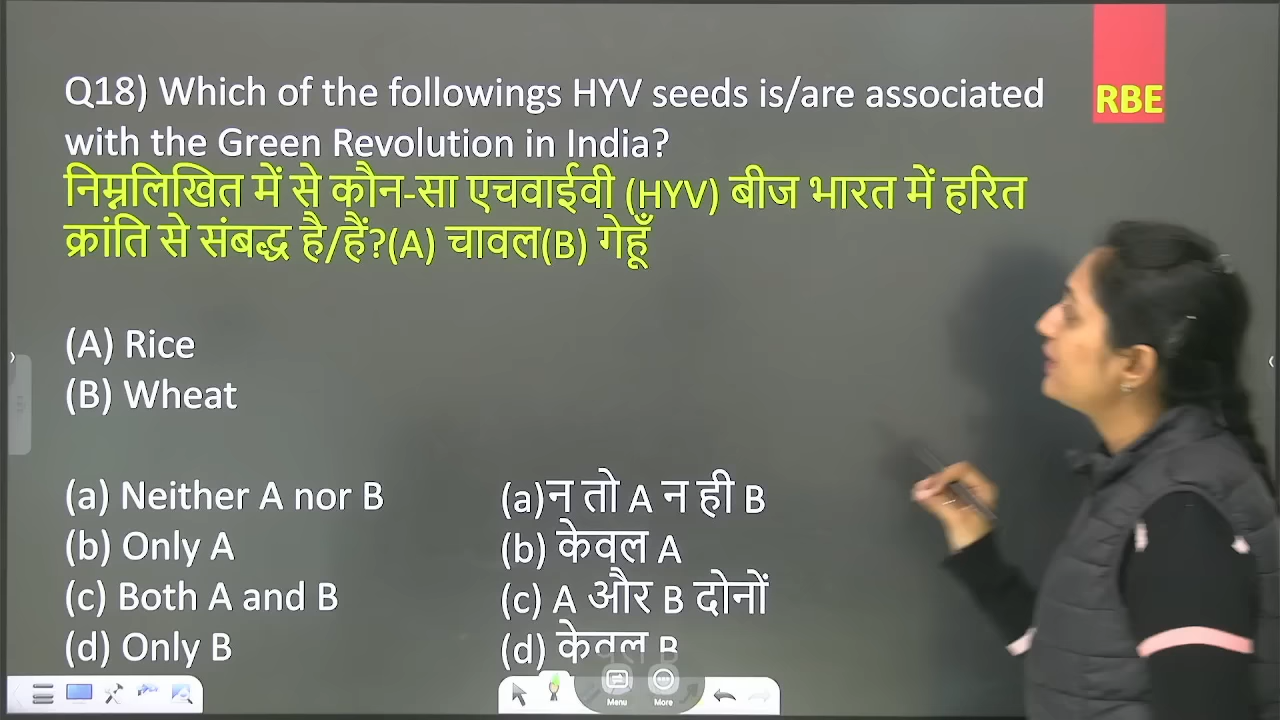 RBE
Q18) Which of the followings HYV seeds is/are associated
with the Green Revolution in India?
निम्नलिखित में से कौन-सा एचवाईवी (HYV) बीज भारत में हरित
क्रांति से संबद्ध है/हैं?(A) चावल(B) गेहूँ
(A) Rice
(B) Wheat
(a) Neither A nor B
(b) Only A
(c) Both A and B
(d) Only B
(a)न तो A न ही B
(b) केवल A
(c) A और B दोनों
(d) केवल B
Menu
More